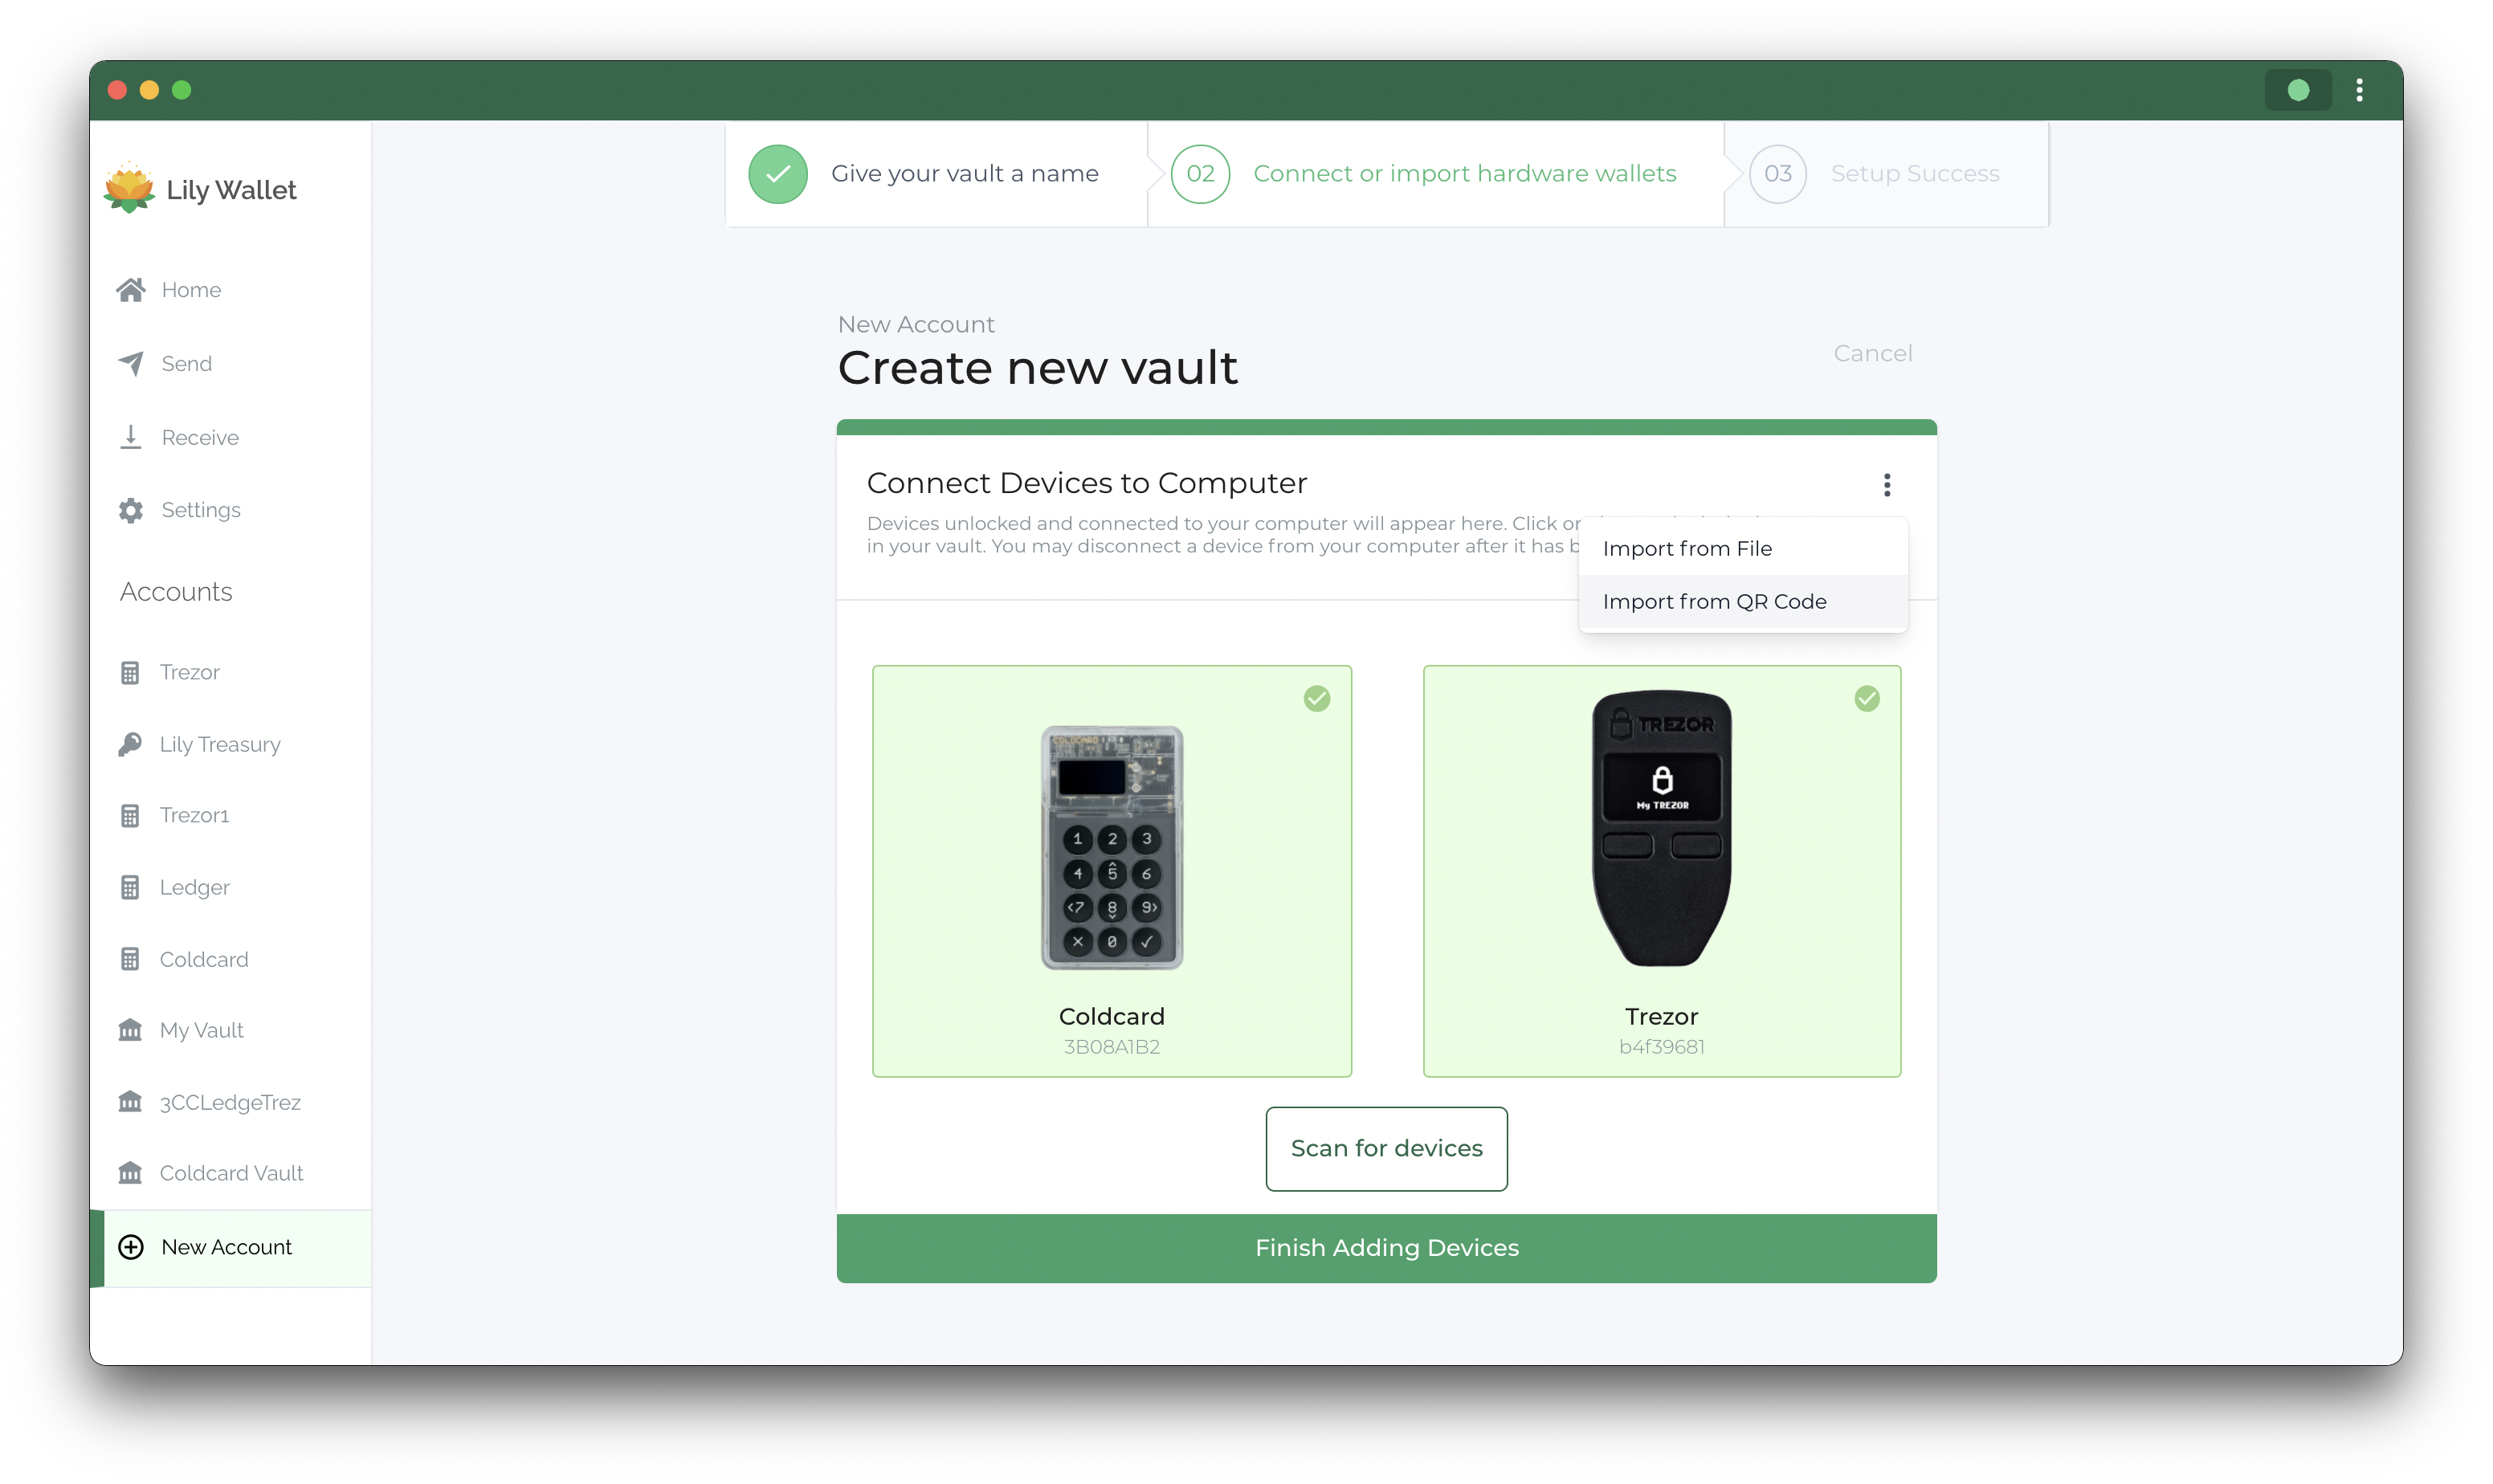 Lily Wallet
Home
Send
Receive
Settings
Accounts
Trezor
Lily Treasury
Trezor1
Ledger
Coldcard
My Vault
3CCLedgeTrez
Coldcard Vault
New Account
Give your vault a name
02 Connect or import hardware wallets
03 Setup Success
New Account
Create new vault
Cancel
Connect Devices to Computer
Devices unlocked and connected to your computer will appear here. Click
in your vault. You may disconnect a device from your computer after it has
Import from File
Import from QR Code
COLDCARD
1 2 3
4 5 6
<7 8 9>
× 0 ✓
Coldcard
3B08A1B2
TREZOR
My TREZOR
Trezor
b4f39681
Scan for devices
Finish Adding Devices